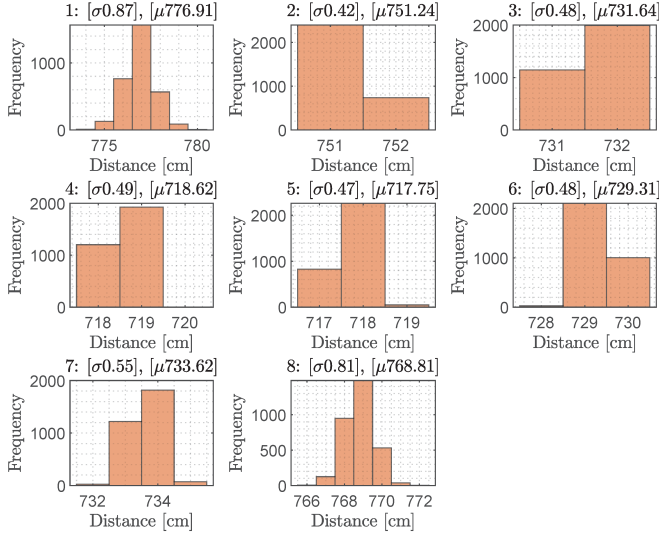 1: [σ0.87], [μ776.91]
Frequency
1000
0
775
780
Distance [cm]
2: [σ0.42], [μ751.24]
Frequency
2000
1000
0
751
752
Distance [cm]
3: [σ0.48], [μ731.64]
Frequency
2000
1000
0
731
732
Distance [cm]
4: [σ0.49], [μ718.62]
Frequency
2000
1000
0
718
719
720
Distance [cm]
5: [σ0.47], [μ717.75]
Frequency
2000
1000
0
717
718
719
Distance [cm]
6: [σ0.48], [μ729.31]
Frequency
2000
1000
0
728
729
730
Distance [cm]
7: [σ0.55], [μ733.62]
Frequency
2000
1000
0
732
734
Distance [cm]
8: [σ0.81], [μ768.81]
Frequency
1000
500
0
766
768
770
772
Distance [cm]